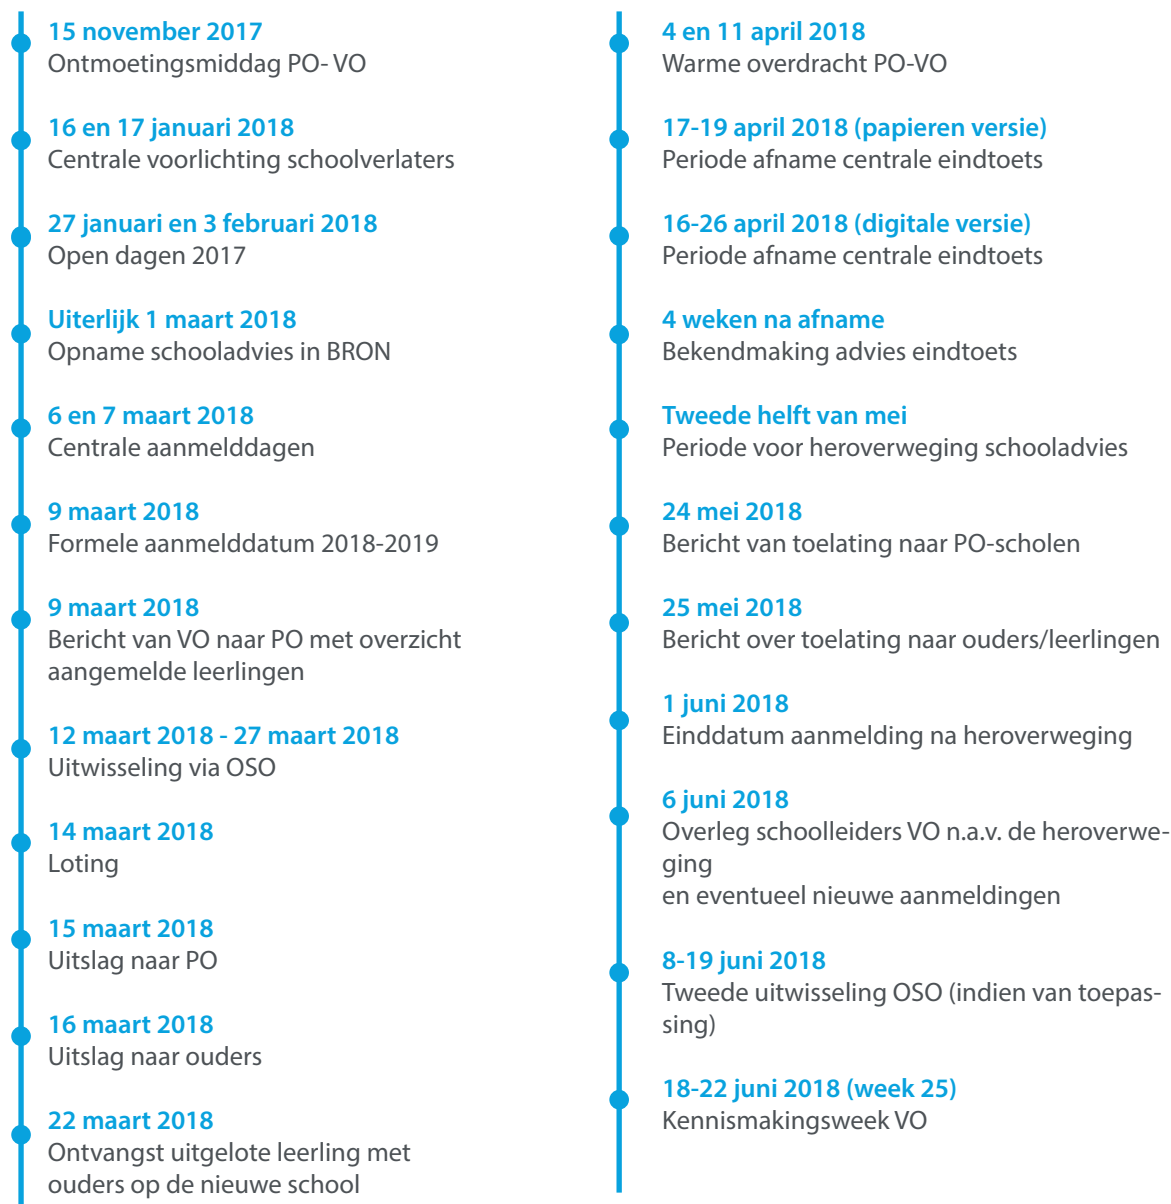 15 november 2017
Ontmoetingsmiddag PO- VO
16 en 17 januari 2018
Centrale voorlichting schoolverlaters
27 januari en 3 februari 2018
Open dagen 2017
Uiterlijk 1 maart 2018
Opname schooladvies in BRON
6 en 7 maart 2018
Centrale aanmelddagen
9 maart 2018
Formele aanmelddatum 2018-2019
9 maart 2018
Bericht van VO naar PO met overzicht
aangemelde leerlingen
12 maart 2018 - 27 maart 2018
Uitwisseling via OSO
14 maart 2018
Loting
15 maart 2018
Uitslag naar PO
16 maart 2018
Uitslag naar ouders
22 maart 2018
Ontvangst uitgelote leerling met
ouders op de nieuwe school
4 en 11 april 2018
Warme overdracht PO-VO
17-19 april 2018 (papieren versie)
Periode afname centrale eindtoets
16-26 april 2018 (digitale versie)
Periode afname centrale eindtoets
4 weken na afname
Bekendmaking advies eindtoets
Tweede helft van mei
Periode voor heroverweging schooladvies
24 mei 2018
Bericht van toelating naar PO-scholen
25 mei 2018
Bericht over toelating naar ouders/leerlingen
1 juni 2018
Einddatum aanmelding na heroverweging
6 juni 2018
Overleg schoolleiders VO n.a.v. de heroverwe-
ging
en eventueel nieuwe aanmeldingen
8-19 juni 2018
Tweede uitwisseling OSO (indien van toepas-
sing)
18-22 juni 2018 (week 25)
Kennismakingsweek VO